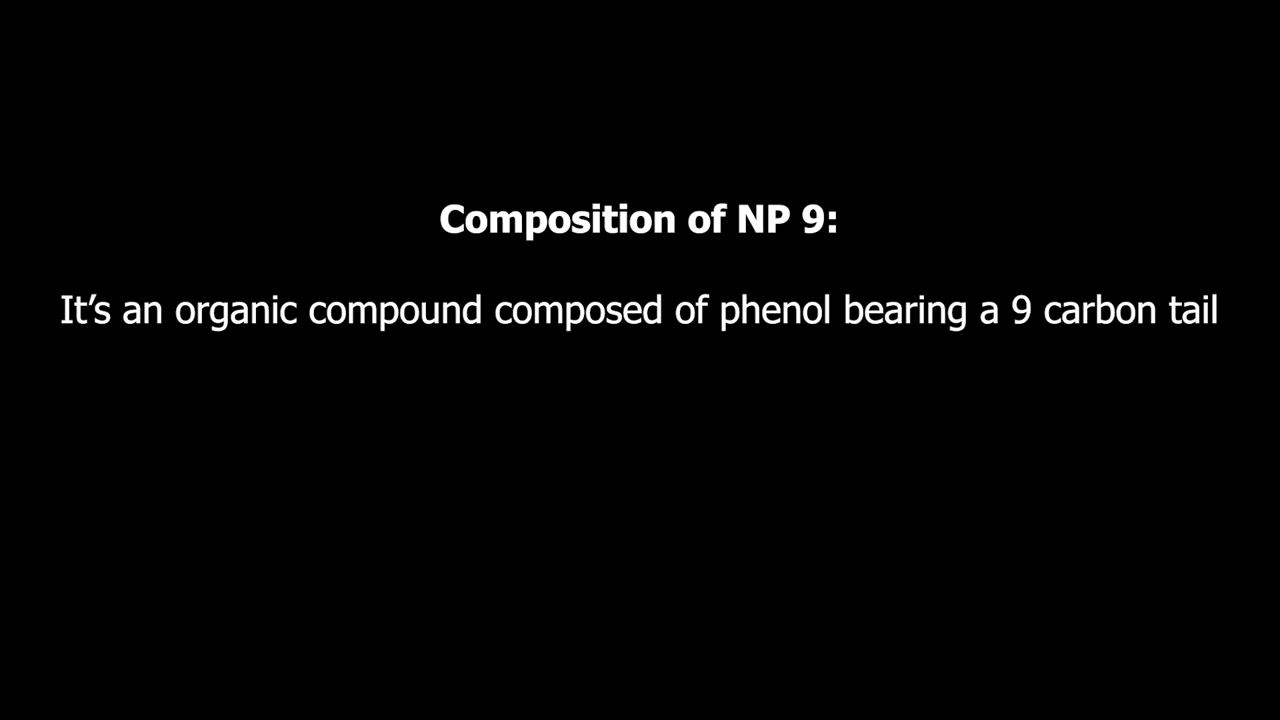 Composition of NP 9:
It’s an organic compound composed of phenol bearing a 9 carbon tail